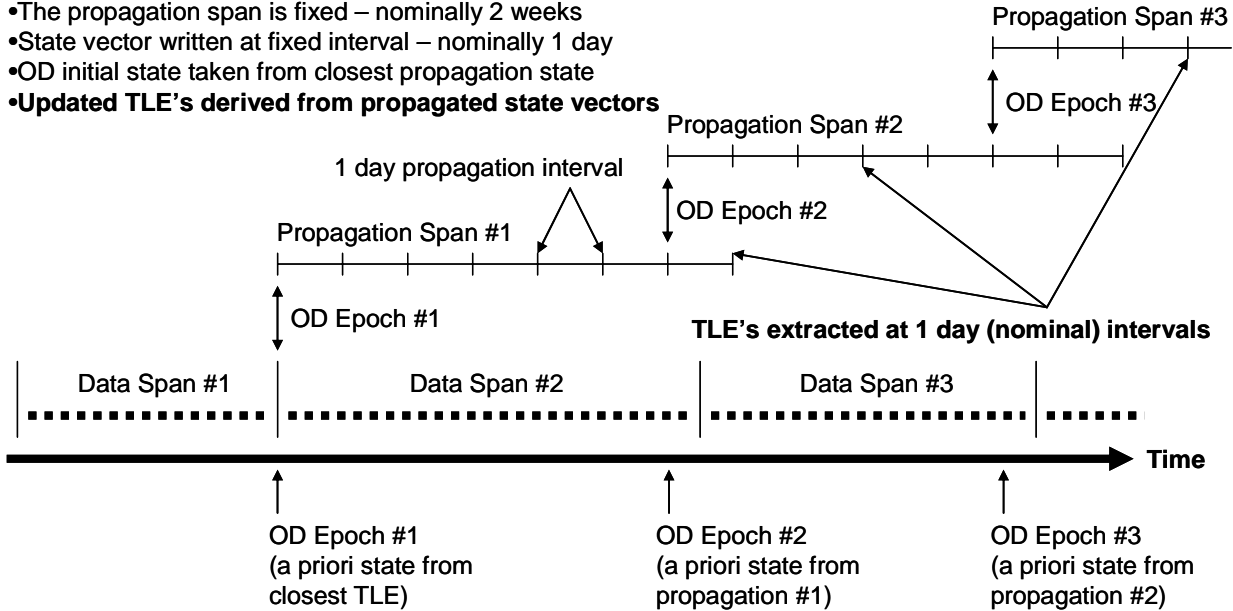 •The propagation span is fixed – nominally 2 weeks
•State vector written at fixed interval – nominally 1 day
•OD initial state taken from closest propagation state
•Updated TLE's derived from propagated state vectors
Propagation Span #3
OD Epoch #3
Propagation Span #2
1 day propagation interval
OD Epoch #2
Propagation Span #1
OD Epoch #1
TLE's extracted at 1 day (nominal) intervals
Data Span #1
Data Span #2
Data Span #3
Time
OD Epoch #1
(a priori state from
closest TLE)
OD Epoch #2
(a priori state from
propagation #1)
OD Epoch #3
(a priori state from
propagation #2)